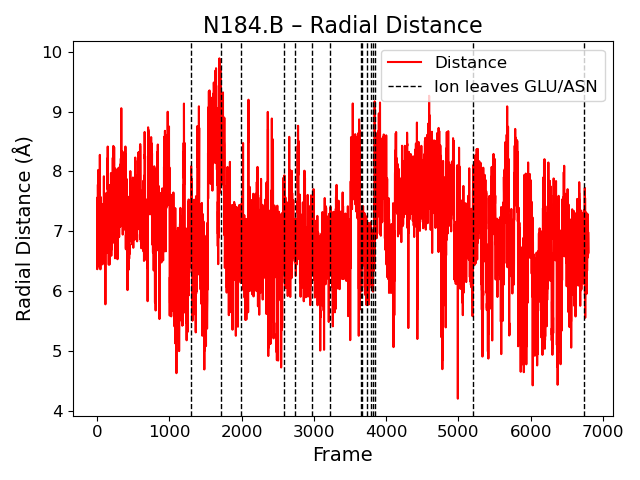 N184.B – Radial Distance
10
9
8
7
6
5
4
Radial Distance (Å)
Distance
Ion leaves GLU/ASN
0 1000 2000 3000 4000 5000 6000 7000
Frame